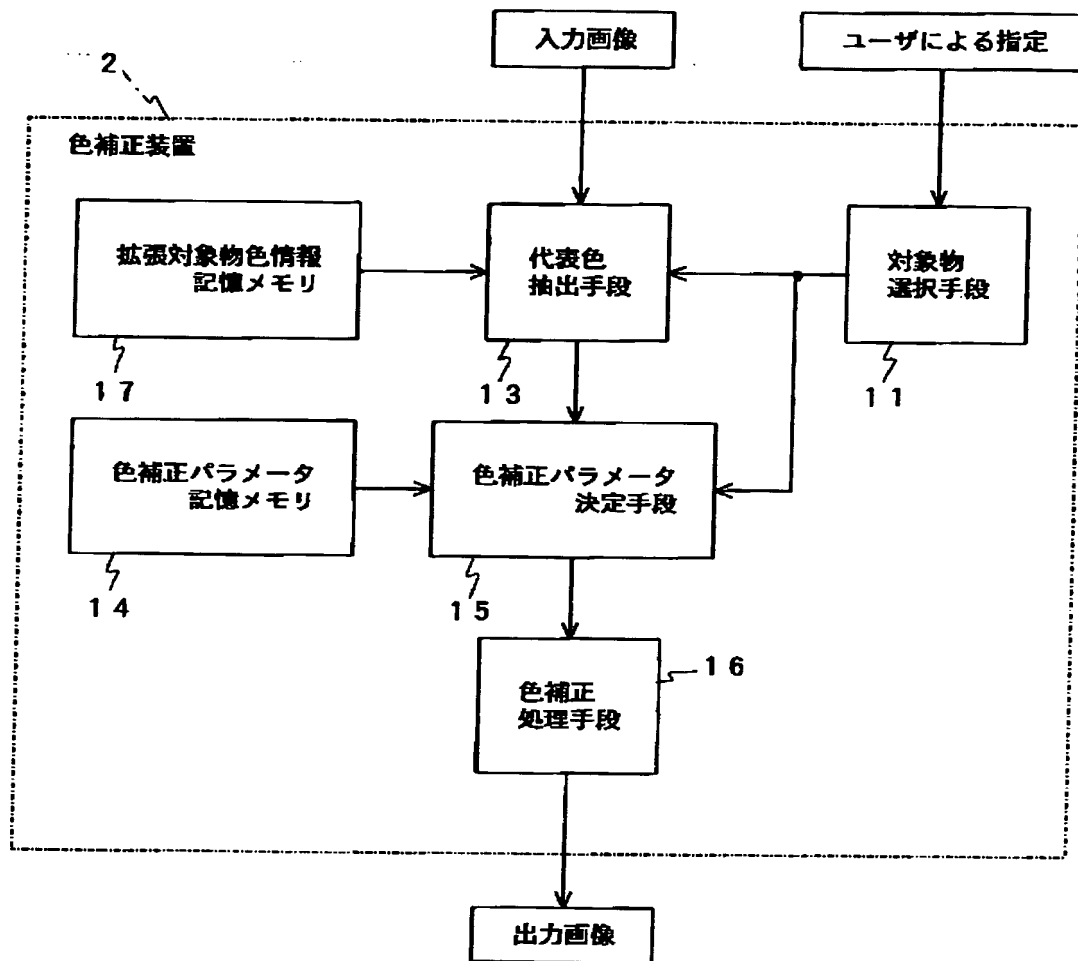 入力画像
ユーザによる指定
2
色補正装置
拡張対象物色情報
記憶メモリ
代表色
抽出手段
対象物
選択手段
17
13
11
色補正パラメータ
記憶メモリ
色補正パラメータ
決定手段
14
15
色補正
処理手段
16
出力画像